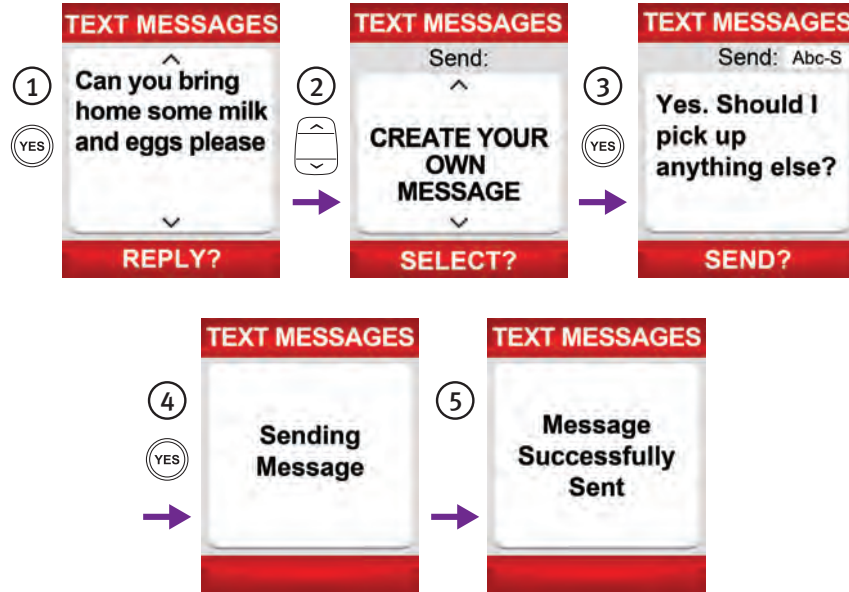 TEXT MESSAGES
1
YES
Can you bring
home some milk
and eggs please
REPLY?
TEXT MESSAGES
2
Send:
CREATE YOUR
OWN
MESSAGE
SELECT?
TEXT MESSAGES
3
YES
Send: Abc-S
Yes. Should I
pick up
anything else?
SEND?
TEXT MESSAGES
4
YES
Sending
Message
TEXT MESSAGES
5
Message
Successfully
Sent